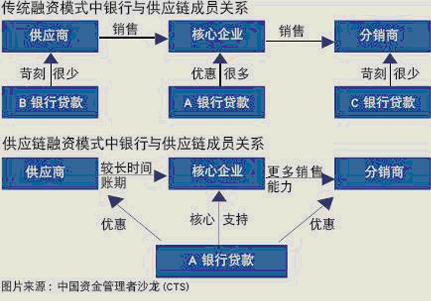 传统融资模式中银行与供应链成员关系
供应商
销售
核心企业
销售
分销商
苛刻 很少
优惠 很多
苛刻 很少
B 银行贷款
A 银行贷款
C 银行贷款
供应链融资模式中银行与供应链成员关系
供应商
较长时间
账期
核心企业
更多销售
能力
分销商
优惠
核心 支持
优惠
A 银行贷款
图片来源：中国资金管理者沙龙(CTS)